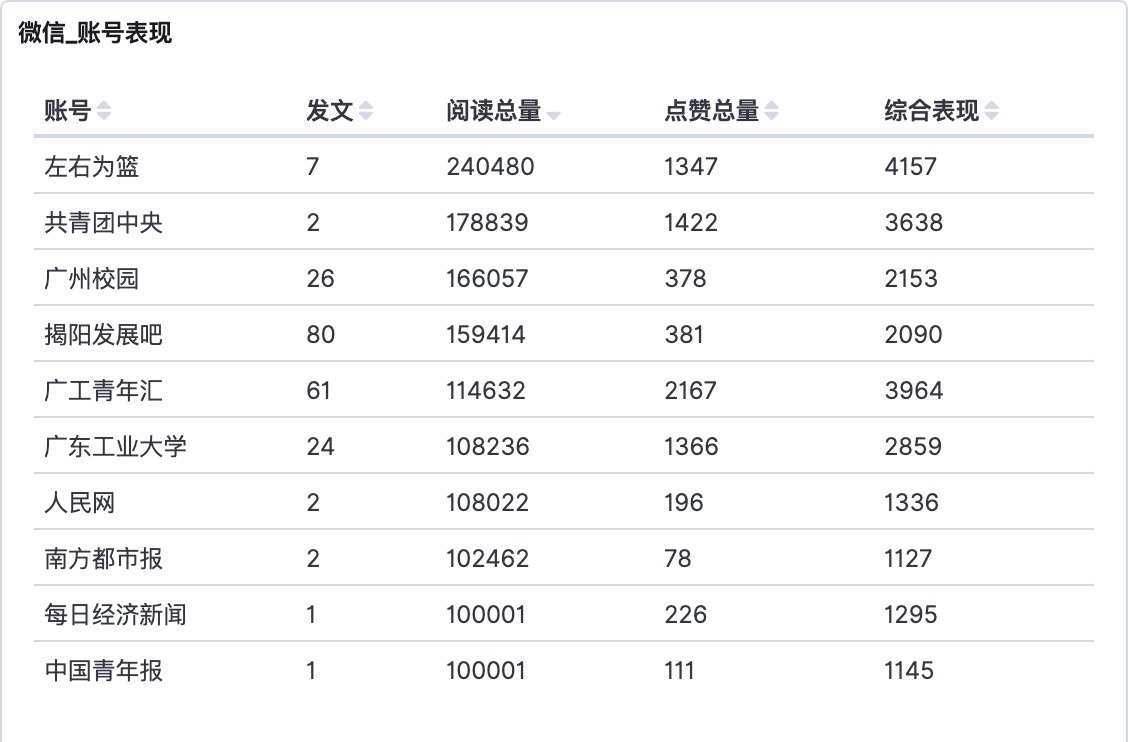 微信_账号表现
账号 发文 阅读总量 点赞总量 综合表现
左右为篮 7 240480 1347 4157
共青团中央 2 178839 1422 3638
广州校园 26 166057 378 2153
揭阳发展吧 80 159414 381 2090
广工青年汇 61 114632 2167 3964
广东工业大学 24 108236 1366 2859
人民网 2 108022 196 1336
南方都市报 2 102462 78 1127
每日经济新闻 1 100001 226 1295
中国青年报 1 100001 111 1145